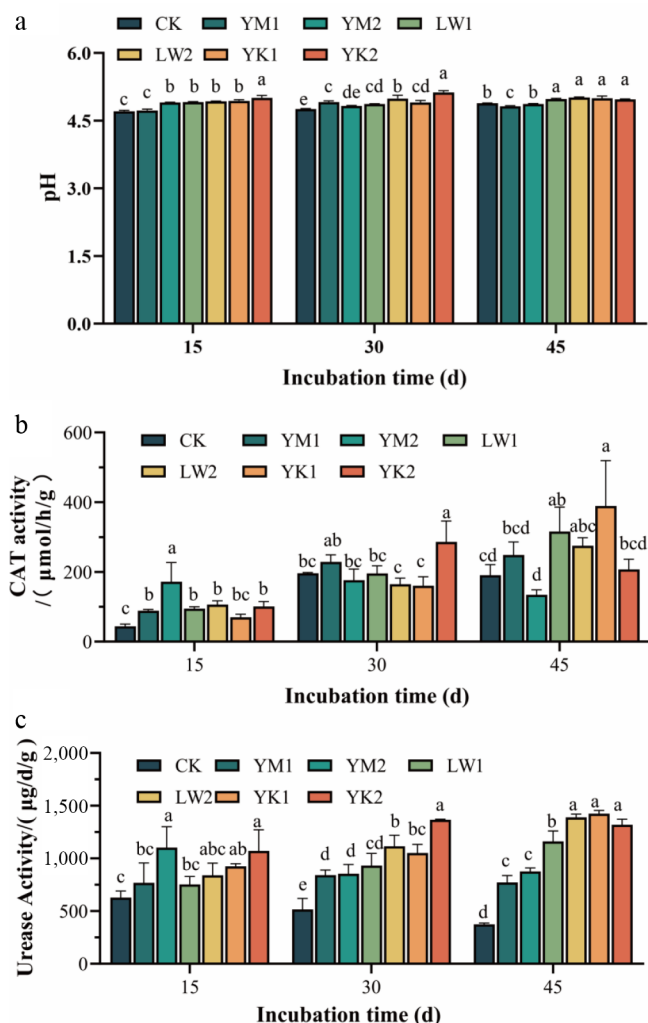 a
CK YM1 YM2 LW1
LW2 YK1 YK2
6.0
4.5
3.0
1.5
0.0
pH
c c b b b b a
e c de cd b cd a
b c b a a a a
15 30 45
Incubation time (d)
b
CK YM1 YM2 LW1
LW2 YK1 YK2
600
400
200
0
CAT activity
/( μmol/h/g )
c b a b b bc b
bc ab bc bc c c a
cd bcd d ab abc a bcd
15 30 45
Incubation time (d)
c
CK YM1 YM2 LW1
LW2 YK1 YK2
2,000
1,500
1,000
500
0
Urease Activity/( μg/d/g )
c bc a bc abc ab a
e d d cd b bc a
d c c b a a a
15 30 45
Incubation time (d)